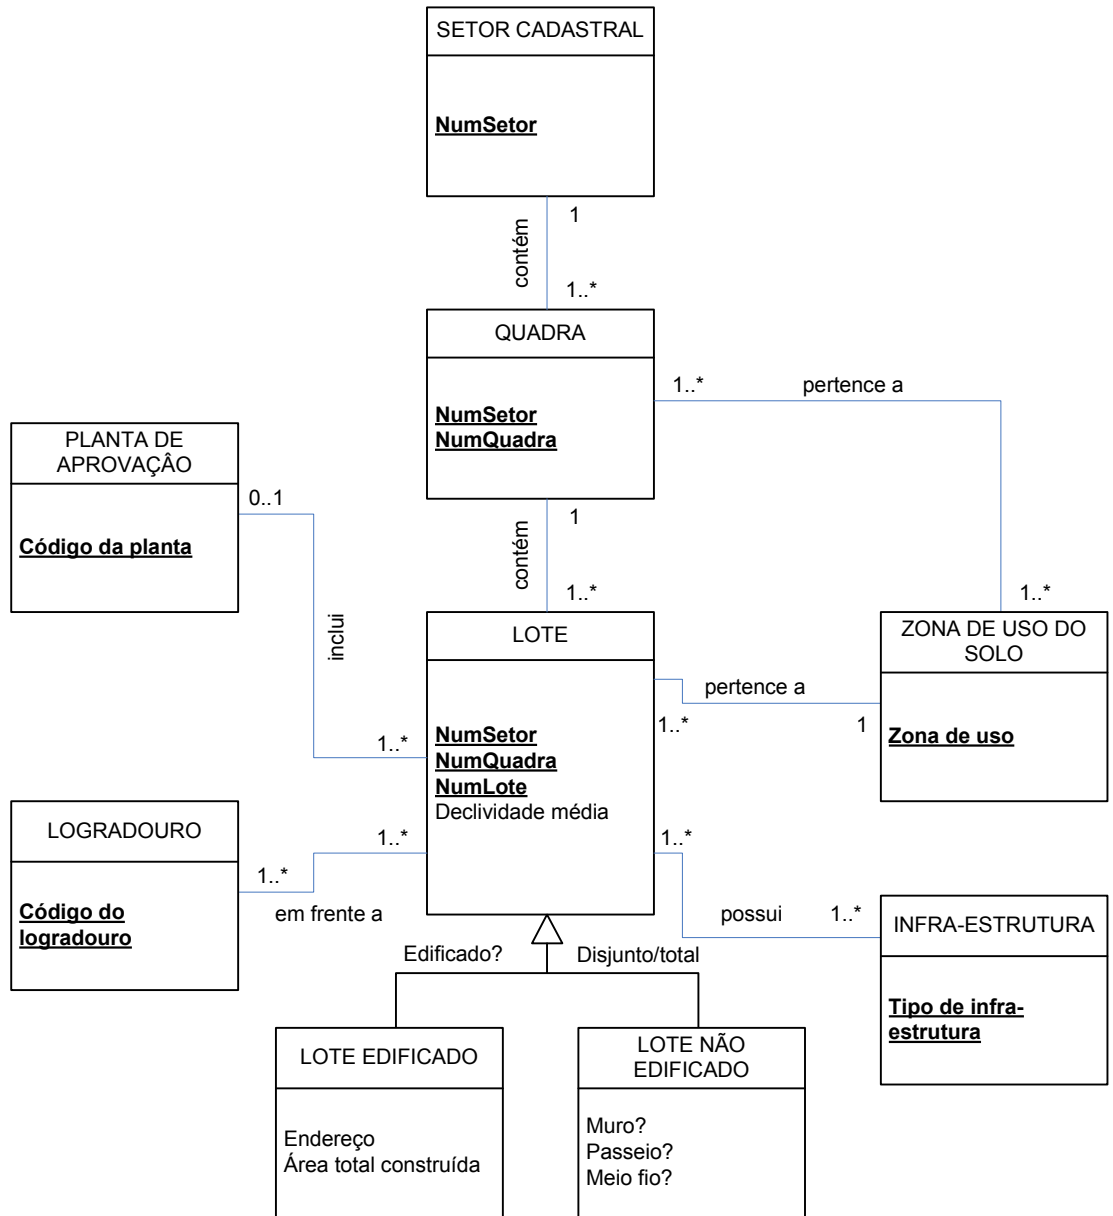 SETOR CADASTRAL
NumSetor
1
contém
1..*
QUADRA
NumSetor
NumQuadra
1..*
pertence a
1..*
1
contém
1..*
PLANTA DE
APROVAÇÂO
Código da planta
0..1
inclui
1..*
LOTE
NumSetor
NumQuadra
NumLote
Declividade média
pertence a
1..*
1
ZONA DE USO DO
SOLO
Zona de uso
LOGRADOURO
Código do
logradouro
1..*
em frente a
1..*
1..*
possui
1..*
INFRA-ESTRUTURA
Tipo de infra-
estrutura
Edificado?
Disjunto/total
LOTE EDIFICADO
Endereço
Área total construída
LOTE NÃO
EDIFICADO
Muro?
Passeio?
Meio fio?